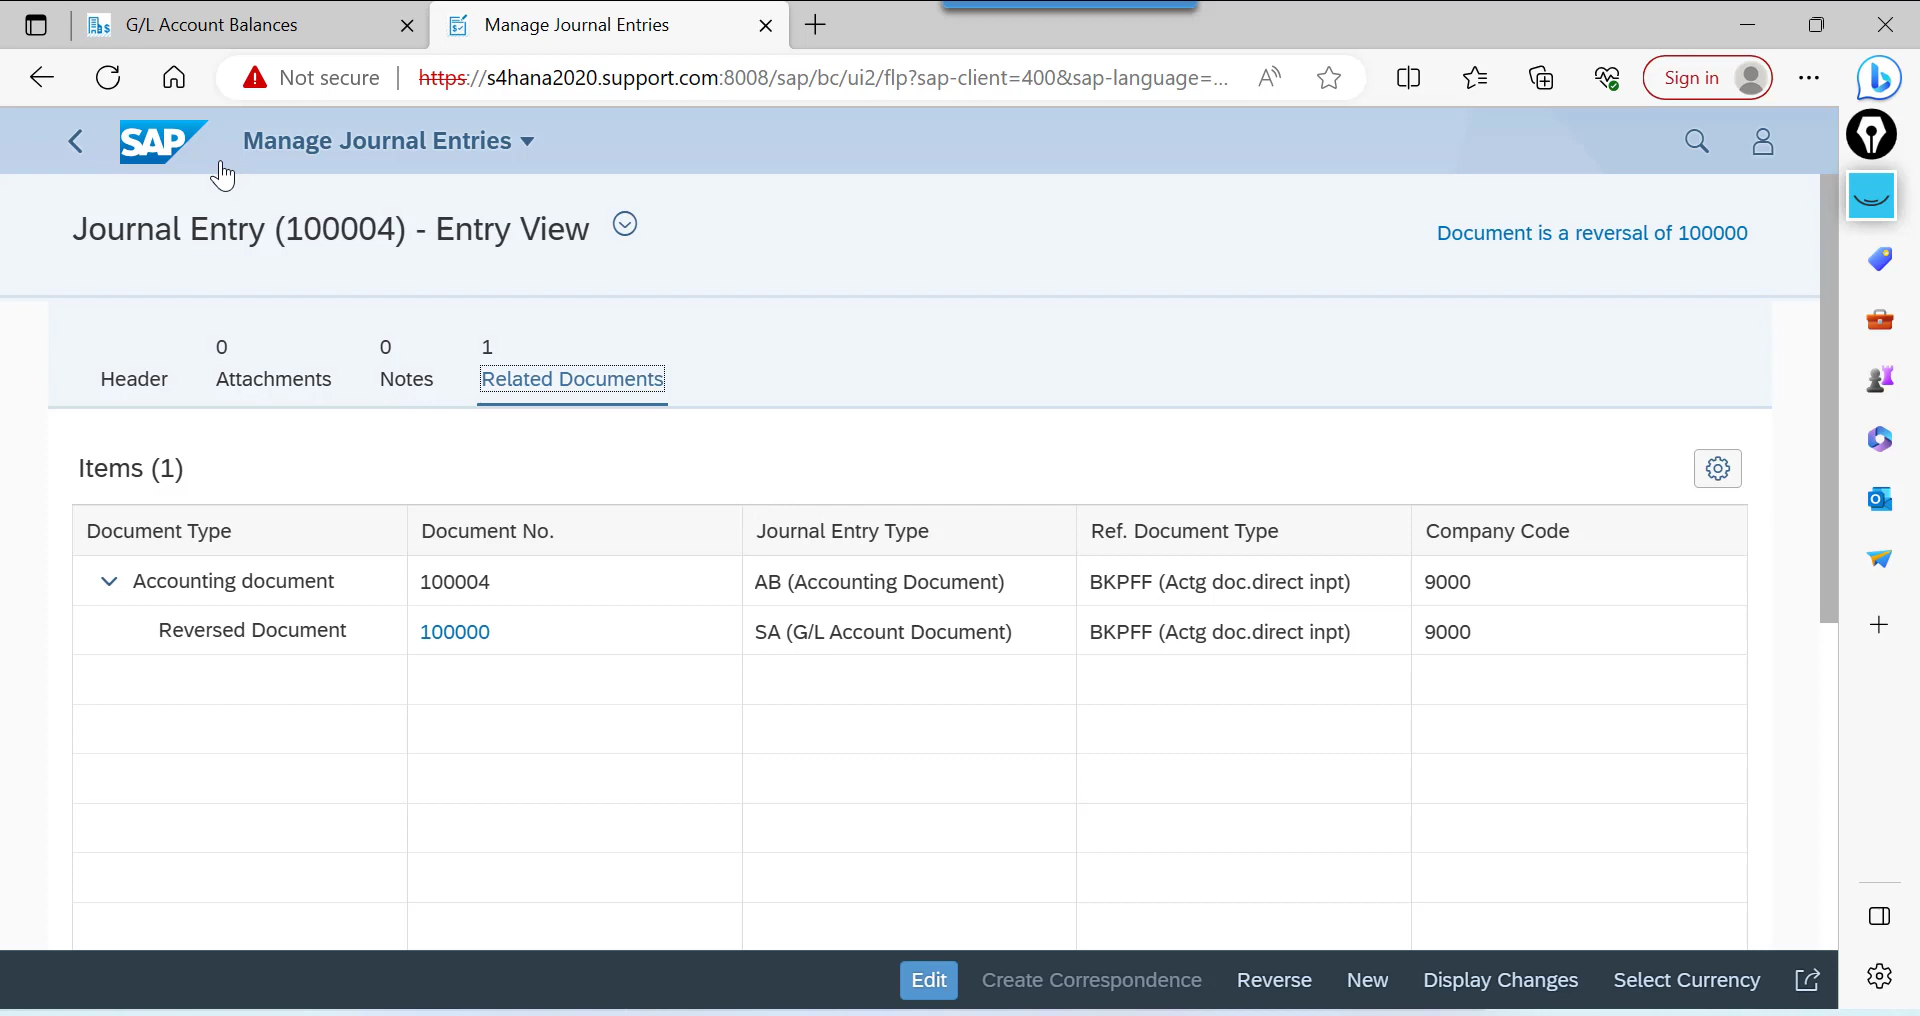 G/L Account Balances
Manage Journal Entries
Not secure
https://s4hana2020.support.com:8008/sap/bc/ui2/flp?sap-client=400&sap-language=...
Sign in
SAP
Manage Journal Entries
Journal Entry (100004) - Entry View
Document is a reversal of 100000
Header
0 Attachments
0 Notes
1 Related Documents
Items (1)
Document Type Document No. Journal Entry Type Ref. Document Type Company Code
Accounting document 100004 AB (Accounting Document) BKPFF (Actg doc.direct inpt) 9000
Reversed Document 100000 SA (G/L Account Document) BKPFF (Actg doc.direct inpt) 9000
Edit Create Correspondence Reverse New Display Changes Select Currency